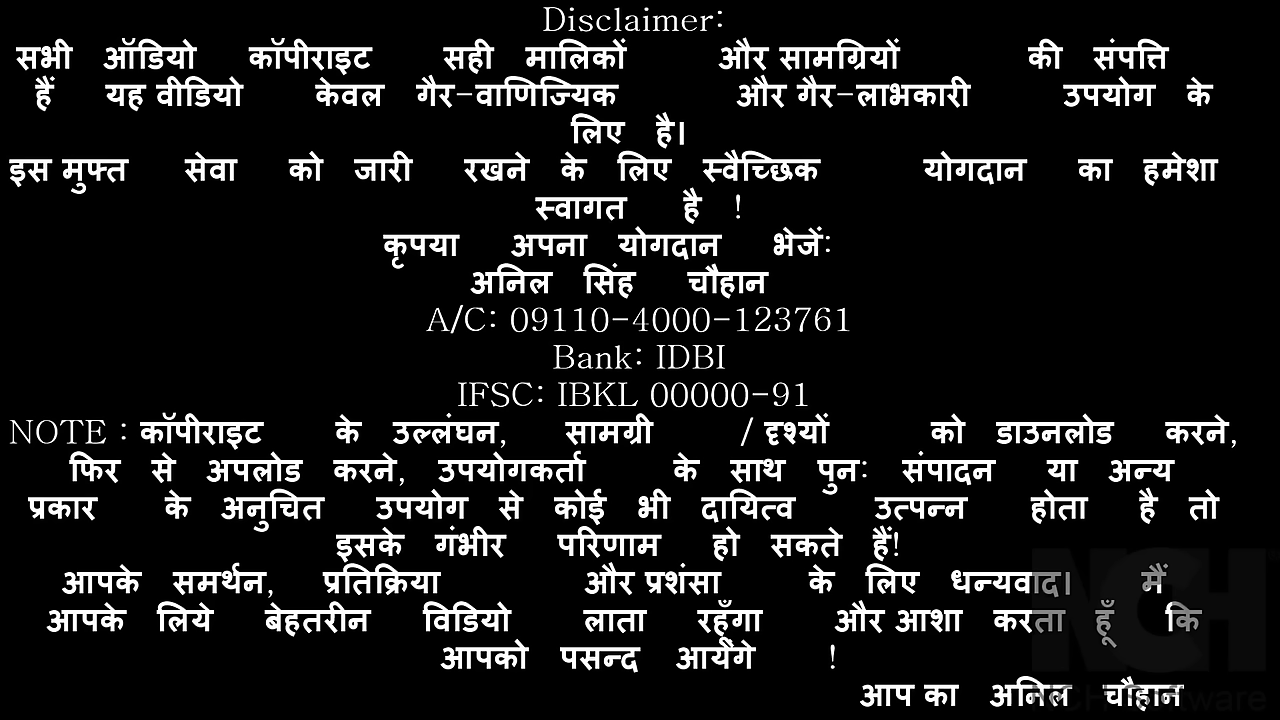 Disclaimer:
सभी ऑडियो कॉपीराइट सही मालिकों और सामग्रियों की संपत्ति
हैं यह वीडियो केवल गैर-वाणिज्यिक और गैर-लाभकारी उपयोग के
लिए है।
इस मुफ्त सेवा को जारी रखने के लिए स्वैच्छिक योगदान का हमेशा
स्वागत है !
कृपया अपना योगदान भेजें:
अनिल सिंह चौहान
A/C: 09110-4000-123761
Bank: IDBI
IFSC: IBKL 00000-91
NOTE : कॉपीराइट के उल्लंघन, सामग्री / दृश्यों को डाउनलोड करने,
फिर से अपलोड करने, उपयोगकर्ता के साथ पुन: संपादन या अन्य
प्रकार के अनुचित उपयोग से कोई भी दायित्व उत्पन्न होता है तो
इसके गंभीर परिणाम हो सकते हैं!
आपके समर्थन, प्रतिक्रिया और प्रशंसा के लिए धन्यवाद। मैं
आपके लिये बेहतरीन विडियो लाता रहूँगा और आशा करता हूँ कि
आपको पसन्द आयेंगे !
आप का अनिल चौहान
NCH
NCH Software